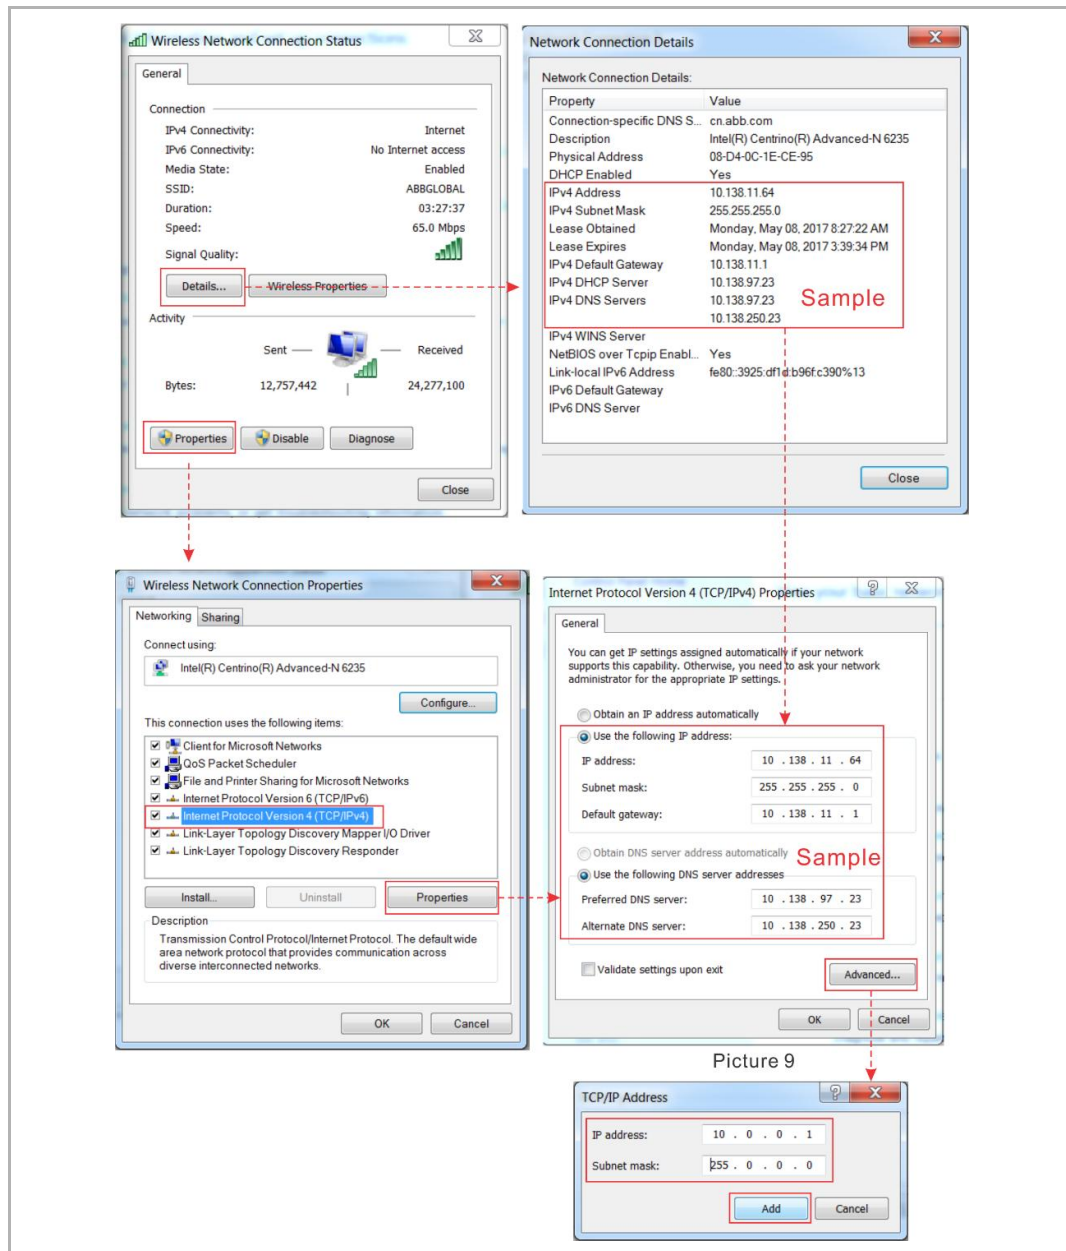 Wireless Network Connection Status
General
Connection
IPv4 Connectivity: Internet
IPv6 Connectivity: No Internet access
Media State: Enabled
SSID: ABBGLOBAL
Duration: 03:27:37
Speed: 65.0 Mbps
Signal Quality:
Details... Wireless Properties
Activity
Sent Received
Bytes: 12,757,442 24,277,100
Properties Disable Diagnose
Close
Network Connection Details
Network Connection Details:
Property Value
Connection-specific DNS S... cn.abb.com
Description Intel(R) Centrino(R) Advanced-N 6235
Physical Address 08-D4-0C-1E-CE-95
DHCP Enabled Yes
IPv4 Address 10.138.11.64
IPv4 Subnet Mask 255.255.255.0
Lease Obtained Monday, May 08, 2017 8:27:22 AM
Lease Expires Monday, May 08, 2017 3:39:34 PM
IPv4 Default Gateway 10.138.11.1
IPv4 DHCP Server 10.138.97.23
IPv4 DNS Servers 10.138.97.23
10.138.250.23
Sample
IPv4 WINS Server
NetBIOS over Tcpip Enabl... Yes
Link-local IPv6 Address fe80::3925:df1d:b96f:c390%13
IPv6 Default Gateway
IPv6 DNS Server
Close
Wireless Network Connection Properties
Networking Sharing
Connect using:
Intel(R) Centrino(R) Advanced-N 6235
Configure...
This connection uses the following items:
Client for Microsoft Networks
QoS Packet Scheduler
File and Printer Sharing for Microsoft Networks
Internet Protocol Version 6 (TCP/IPv6)
Internet Protocol Version 4 (TCP/IPv4)
Link-Layer Topology Discovery Mapper I/O Driver
Link-Layer Topology Discovery Responder
Install... Uninstall Properties
Description
Transmission Control Protocol/Internet Protocol. The default wide
area network protocol that provides communication across
diverse interconnected networks.
OK Cancel
Internet Protocol Version 4 (TCP/IPv4) Properties
General
You can get IP settings assigned automatically if your network
supports this capability. Otherwise, you need to ask your network
administrator for the appropriate IP settings.
Obtain an IP address automatically
Use the following IP address:
IP address: 10 . 138 . 11 . 64
Subnet mask: 255 . 255 . 255 . 0
Default gateway: 10 . 138 . 11 . 1
Obtain DNS server address automatically
Sample
Use the following DNS server addresses
Preferred DNS server: 10 . 138 . 97 . 23
Alternate DNS server: 10 . 138 . 250 . 23
Validate settings upon exit
Advanced...
OK Cancel
Picture 9
TCP/IP Address
IP address: 10 . 0 . 0 . 1
Subnet mask: 255 . 0 . 0 . 0
Add Cancel